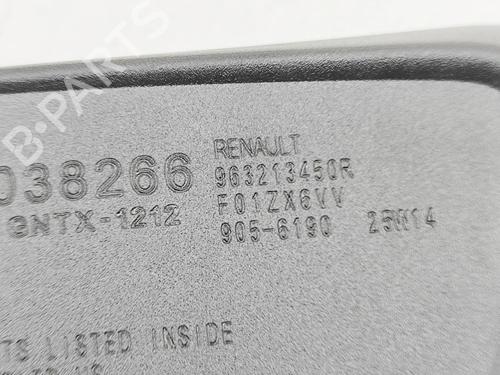 B-PARTS
RENAULT
038266 963213450R
GNTX-1212 F01ZX6VV
905-6190 25W14
TS LISTED INSIDE